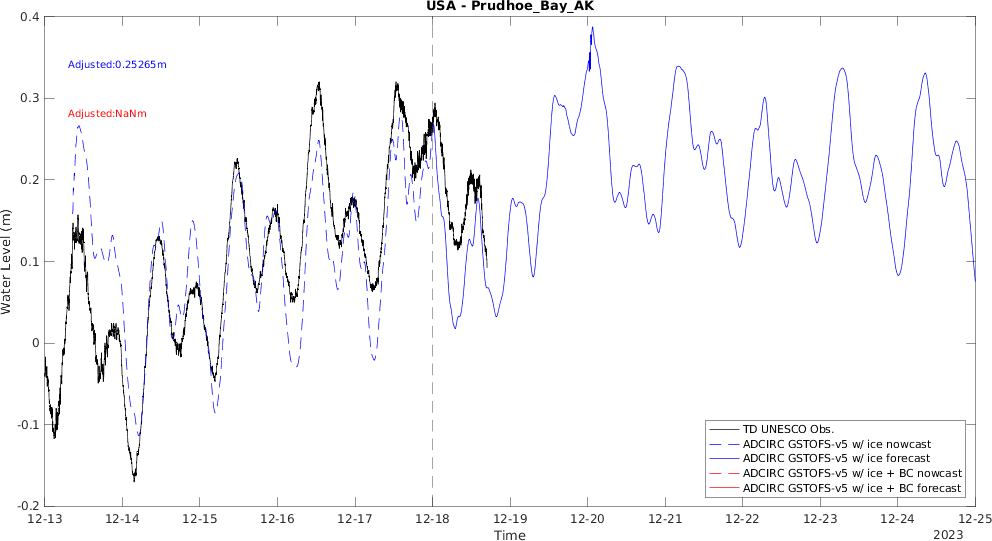 USA - Prudhoe_Bay_AK
0.4
0.3
0.2
0.1
0
-0.1
-0.2
Water Level (m)
Adjusted:0.25265m
Adjusted:NaNm
TD UNESCO Obs.
ADCIRC GSTOFS-v5 w/ ice nowcast
ADCIRC GSTOFS-v5 w/ ice forecast
ADCIRC GSTOFS-v5 w/ ice + BC nowcast
ADCIRC GSTOFS-v5 w/ ice + BC forecast
12-13 12-14 12-15 12-16 12-17 12-18 12-19 12-20 12-21 12-22 12-23 12-24 12-25
Time
2023